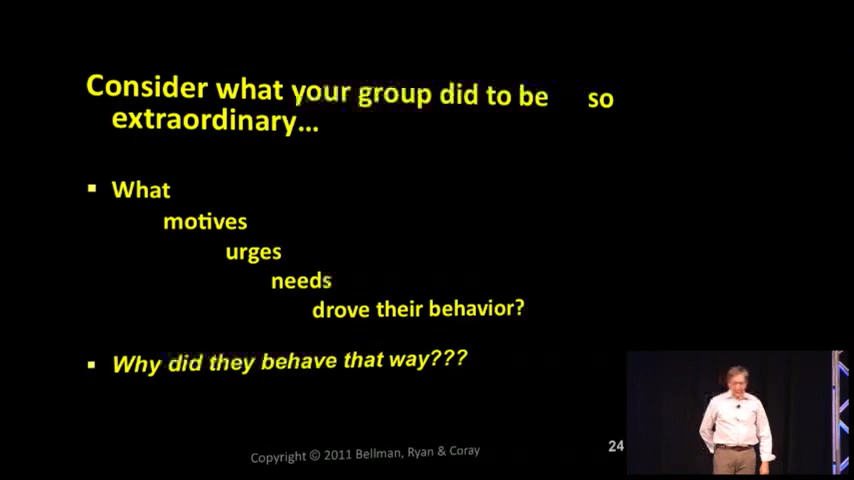 Consider what your group did to be so
extraordinary...
▪ What
motives
urges
needs
drove their behavior?
▪ Why did they behave that way???
Copyright © 2011 Bellman, Ryan & Coray
24